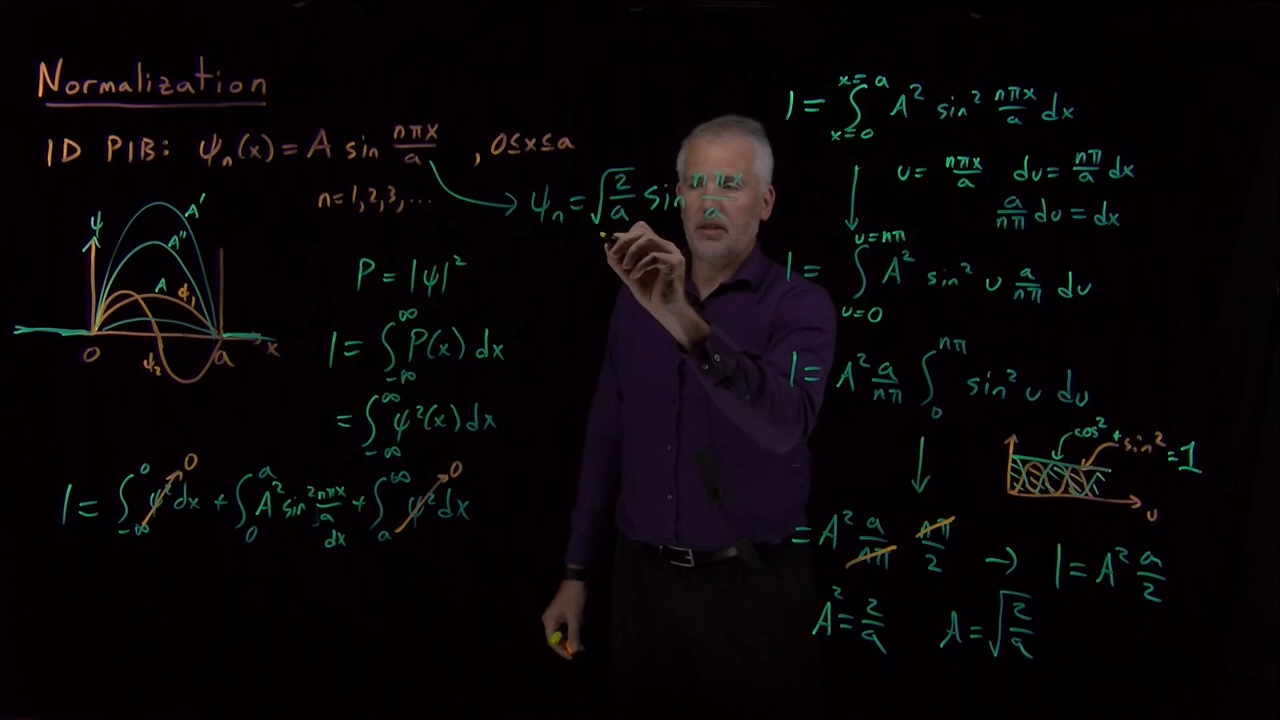 Normalization
1D PIB: ψₙ(x) = A sin nπx/a , 0≤x≤a
n=1,2,3,...
ψₙ = √(2/a) sin nπx/a
ψ
A'
A''
A
ψ₁
ψ₂
0
a
x
P = |ψ|²
1 = ∫_{-∞}^{∞} P(x) dx
= ∫_{-∞}^{∞} ψ²(x) dx
1 = ∫_{-∞}^{0} ψ² dx → 0 + ∫_{0}^{a} A² sin² nπx/a dx + ∫_{a}^{∞} ψ² dx → 0
1 = ∫_{x=0}^{x=a} A² sin² nπx/a dx
u = nπx/a du = nπ/a dx
a/nπ du = dx
1 = ∫_{u=0}^{u=nπ} A² sin² u a/nπ du
1 = A² a/nπ ∫_{0}^{nπ} sin² u du
cos² + sin² = 1
u
= A² a/nπ nπ/2 → 1 = A² a/2
A² = 2/a A = √(2/a)